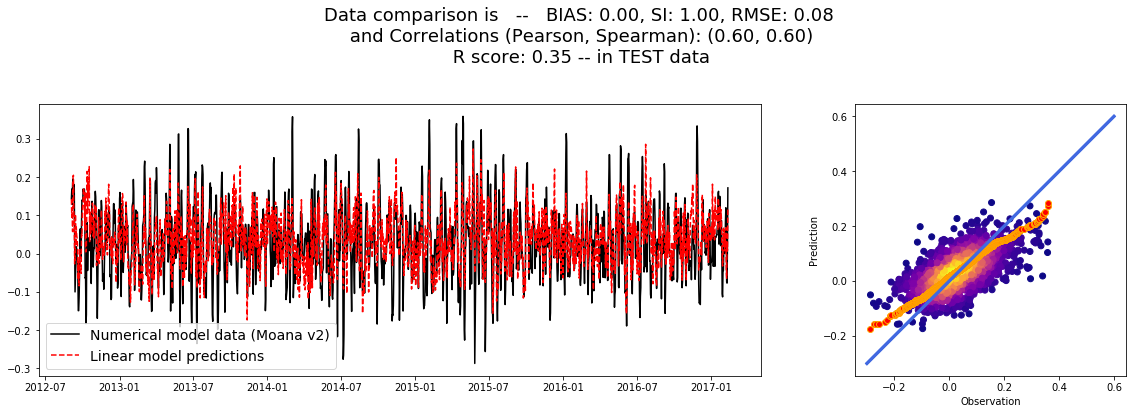 Data comparison is -- BIAS: 0.00, SI: 1.00, RMSE: 0.08
and Correlations (Pearson, Spearman): (0.60, 0.60)
R score: 0.35 -- in TEST data
0.3
0.2
0.1
0.0
−0.1
−0.2
−0.3
Numerical model data (Moana v2)
Linear model predictions
2012-07 2013-01 2013-07 2014-01 2014-07 2015-01 2015-07 2016-01 2016-07 2017-01
Prediction
0.6
0.4
0.2
0.0
−0.2
−0.2 0.0 0.2 0.4 0.6
Observation